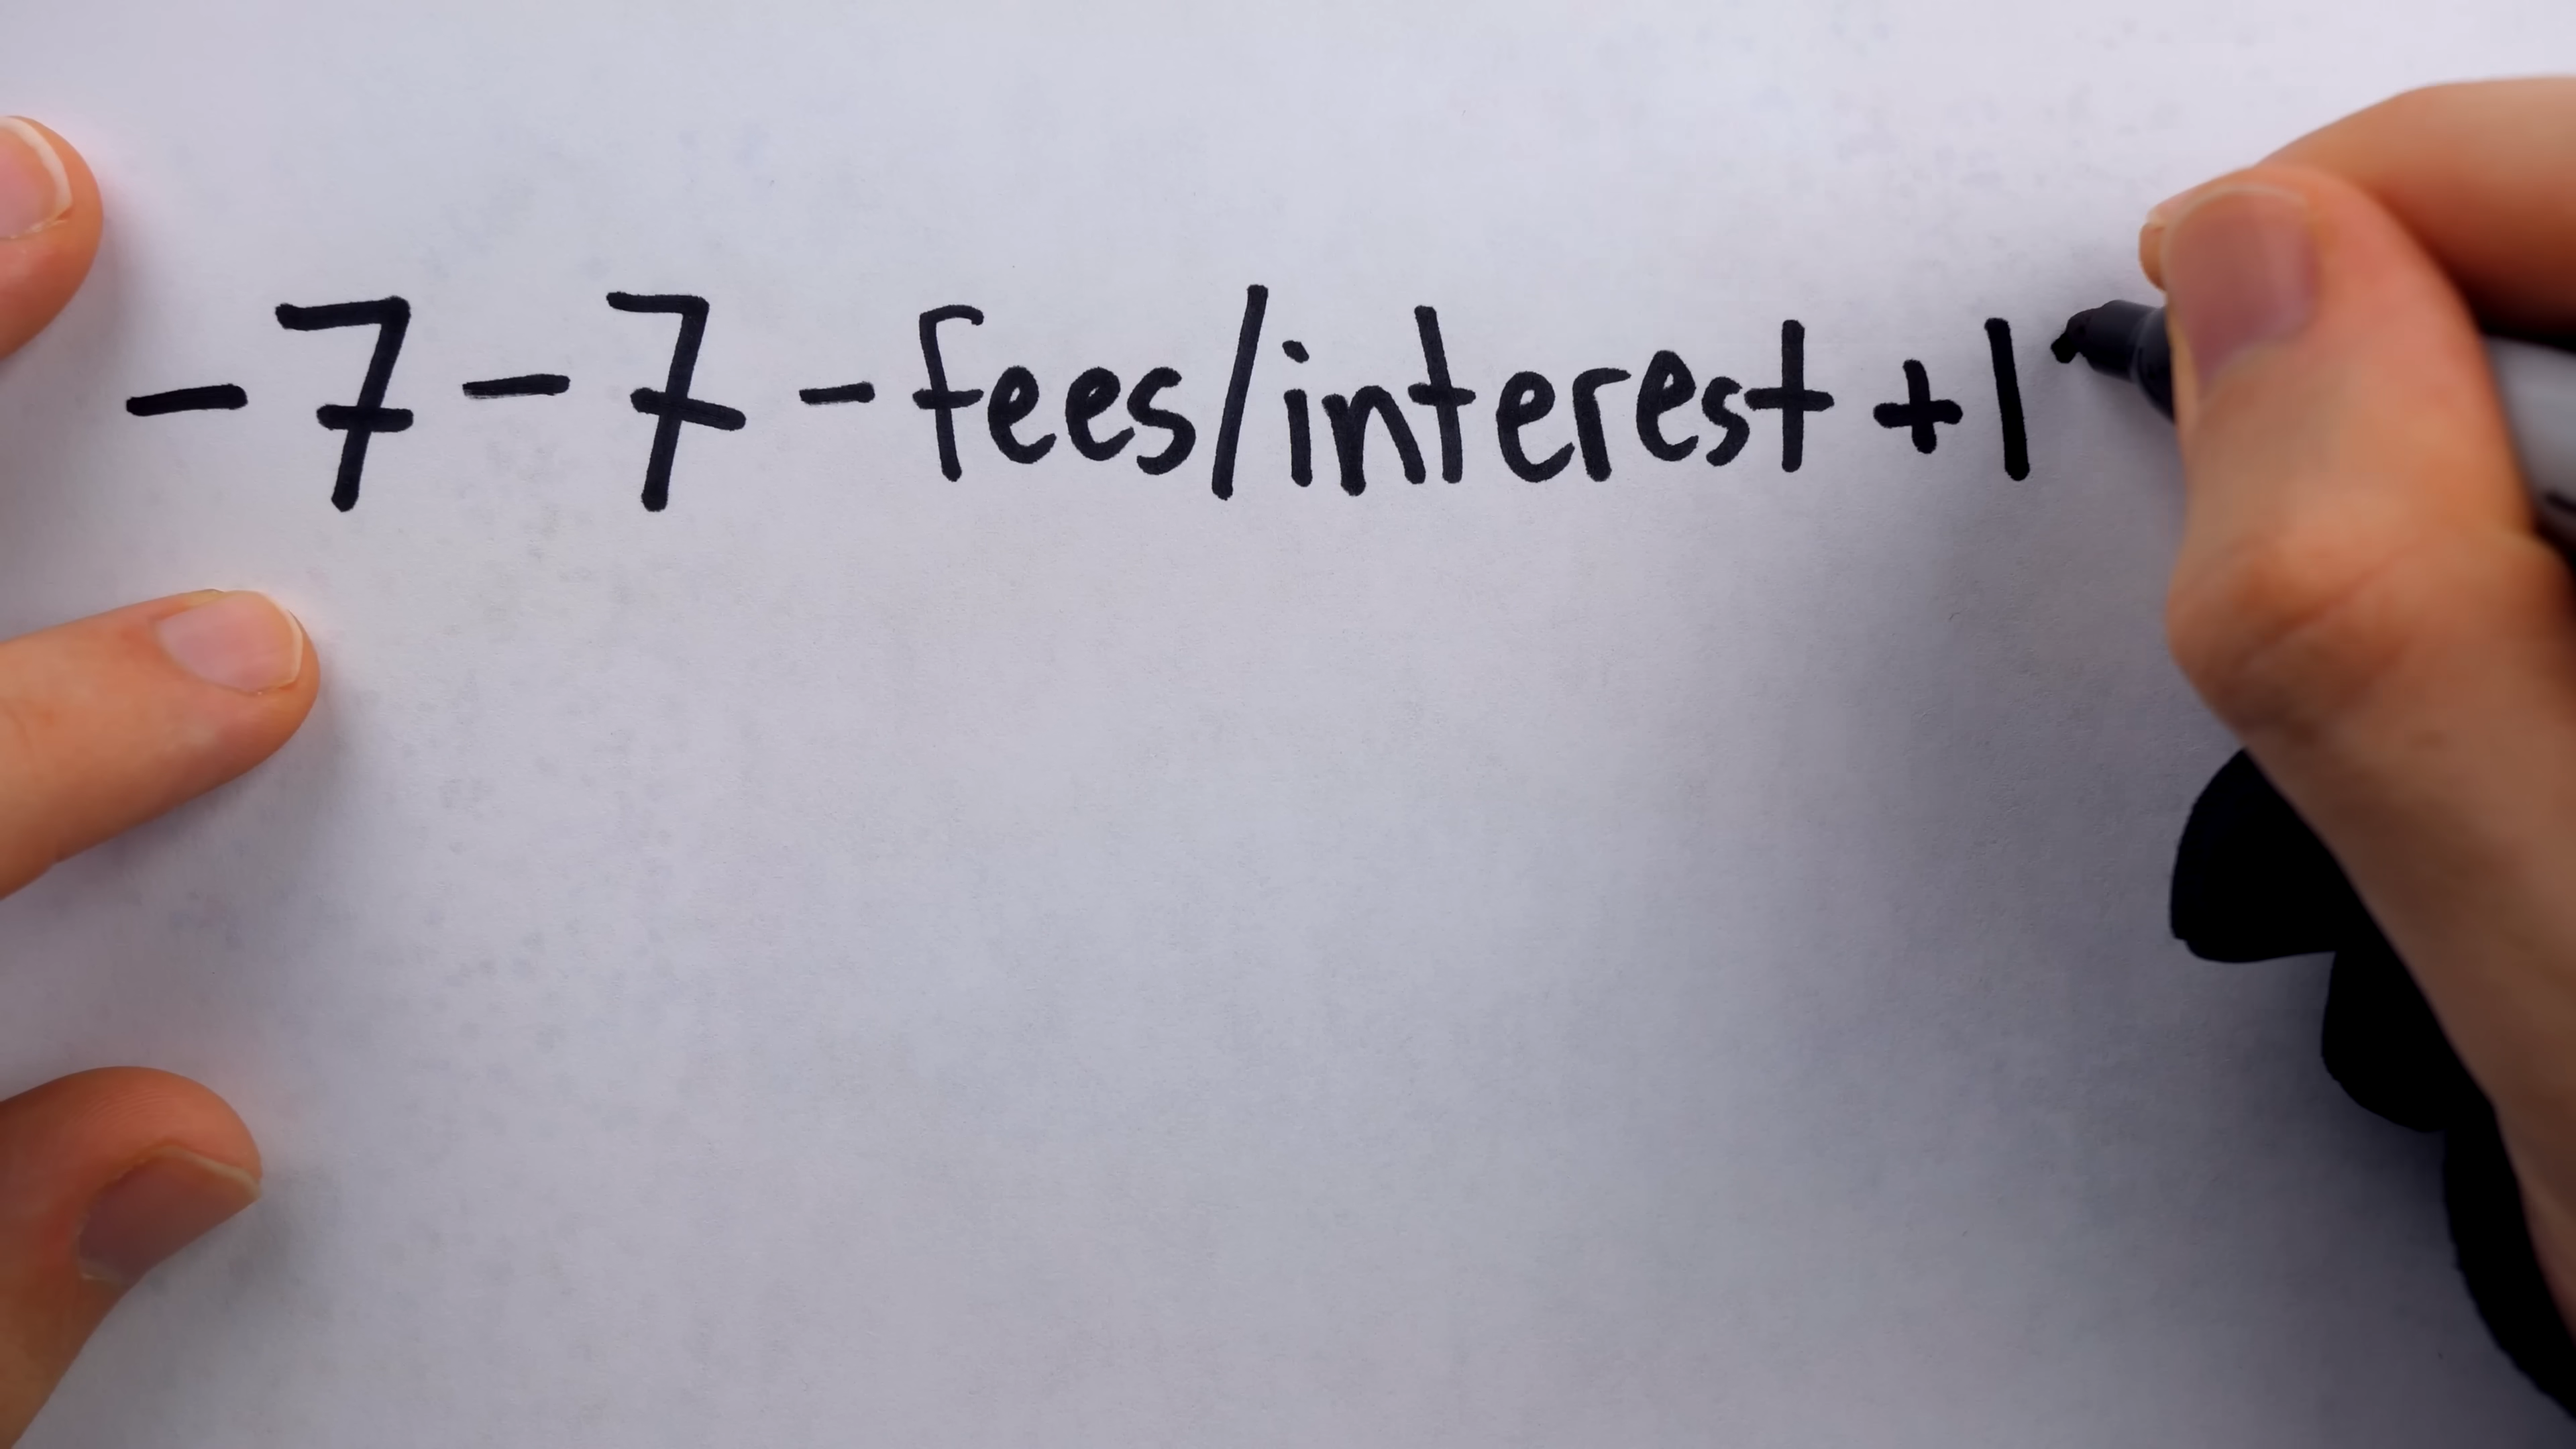 - 7 - 7 - fees/interest + 1